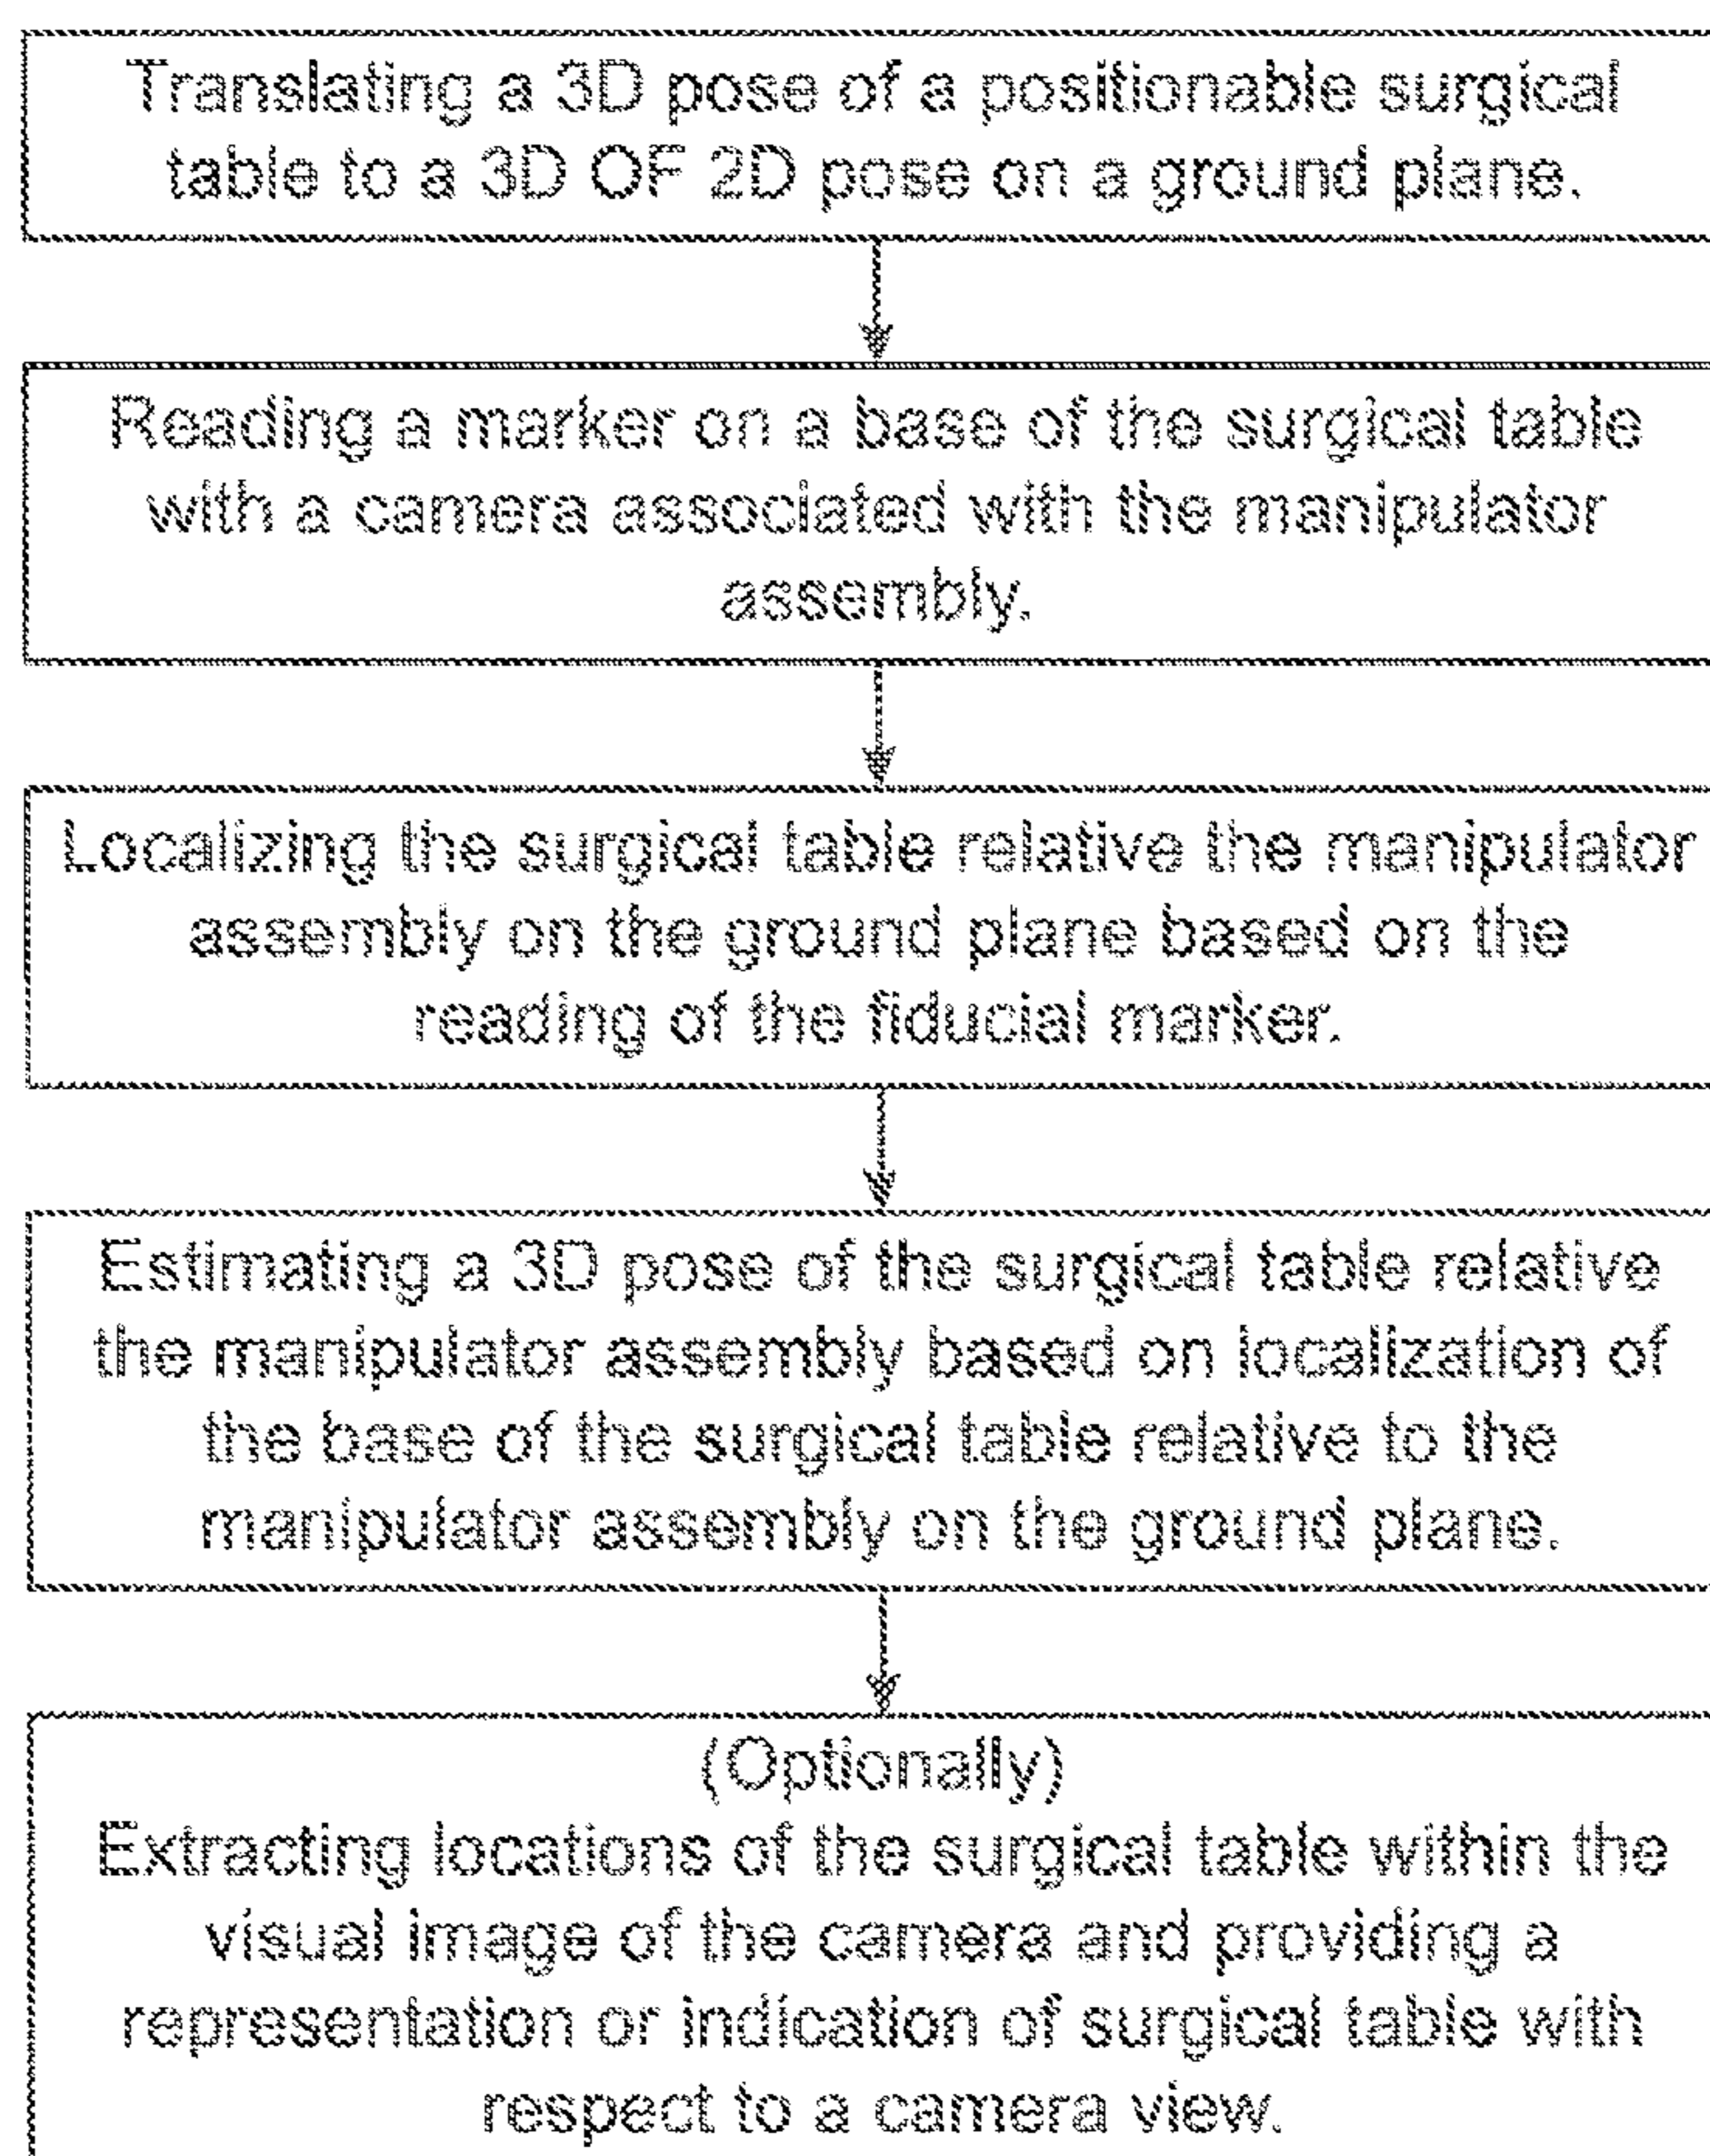 Translating a 3D pose of a positionable surgical
table to a 3D OF 2D pose on a ground plane.
Reading a marker on a base of the surgical table
with a camera associated with the manipulator
assembly.
Localizing the surgical table relative the manipulator
assembly on the ground plane based on the
reading of the fiducial marker.
Estimating a 3D pose of the surgical table relative
the manipulator assembly based on localization of
the base of the surgical table relative to the
manipulator assembly on the ground plane.
(Optionally)
Extracting locations of the surgical table within the
visual image of the camera and providing a
representation or indication of surgical table with
respect to a camera view.